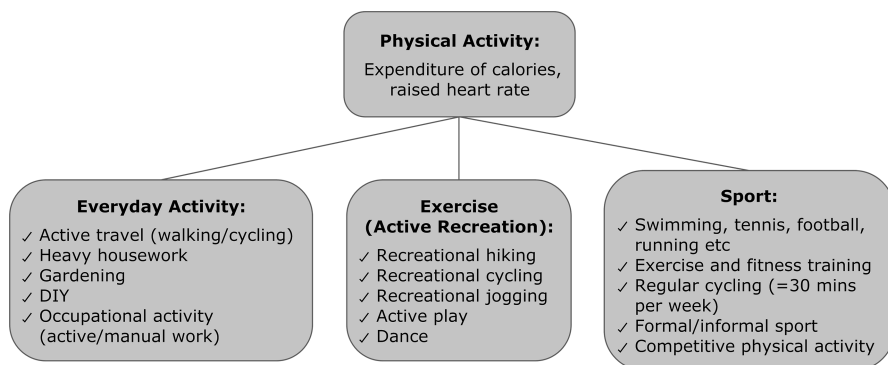 Physical Activity:
Expenditure of calories,
raised heart rate
Everyday Activity:
✓ Active travel (walking/cycling)
✓ Heavy housework
✓ Gardening
✓ DIY
✓ Occupational activity
(active/manual work)
Exercise
(Active Recreation):
✓ Recreational hiking
✓ Recreational cycling
✓ Recreational jogging
✓ Active play
✓ Dance
Sport:
✓ Swimming, tennis, football,
running etc
✓ Exercise and fitness training
✓ Regular cycling (=30 mins
per week)
✓ Formal/informal sport
✓ Competitive physical activity